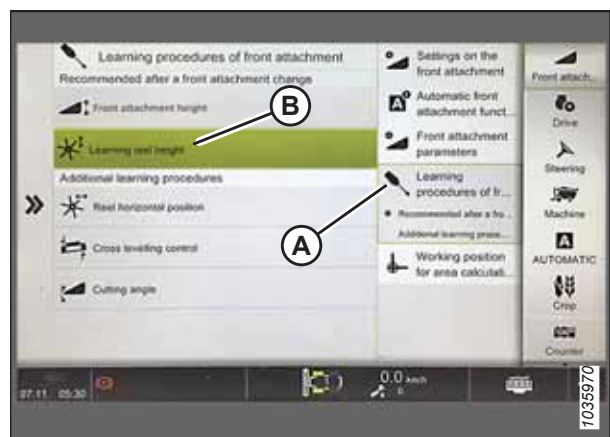 Learning procedures of front attachment
Recommended after a front attachment change
Front attachment height
B
Learning reel height
Additional learning procedures
Reel horizontal position
Cross levelling control
Cutting angle
A
Settings on the
front attachment
Automatic front
attachment funct...
Front attachment
parameters
Learning
procedures of fr...
Recommended after a fro...
Additional learning proce...
Working position
for area calculati...
Front attach...
Drive
Steering
Machine
A
AUTOMATIC
Crop
Counter
07:11 05:30
0.0 km/h
0
1035970